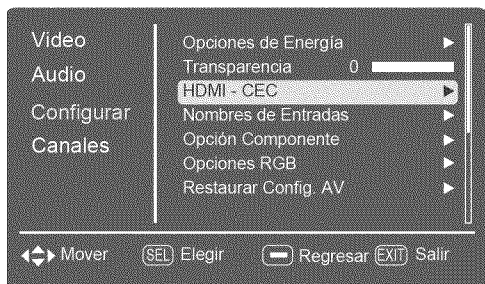 Video
Audio
Configurar
Canales
Opciones de Energía
Transparencia 0
HDMI - CEC
Nombres de Entradas
Opción Componente
Opciones RGB
Restaurar Config. AV
Mover SEL Elegir Regresar EXIT Salir